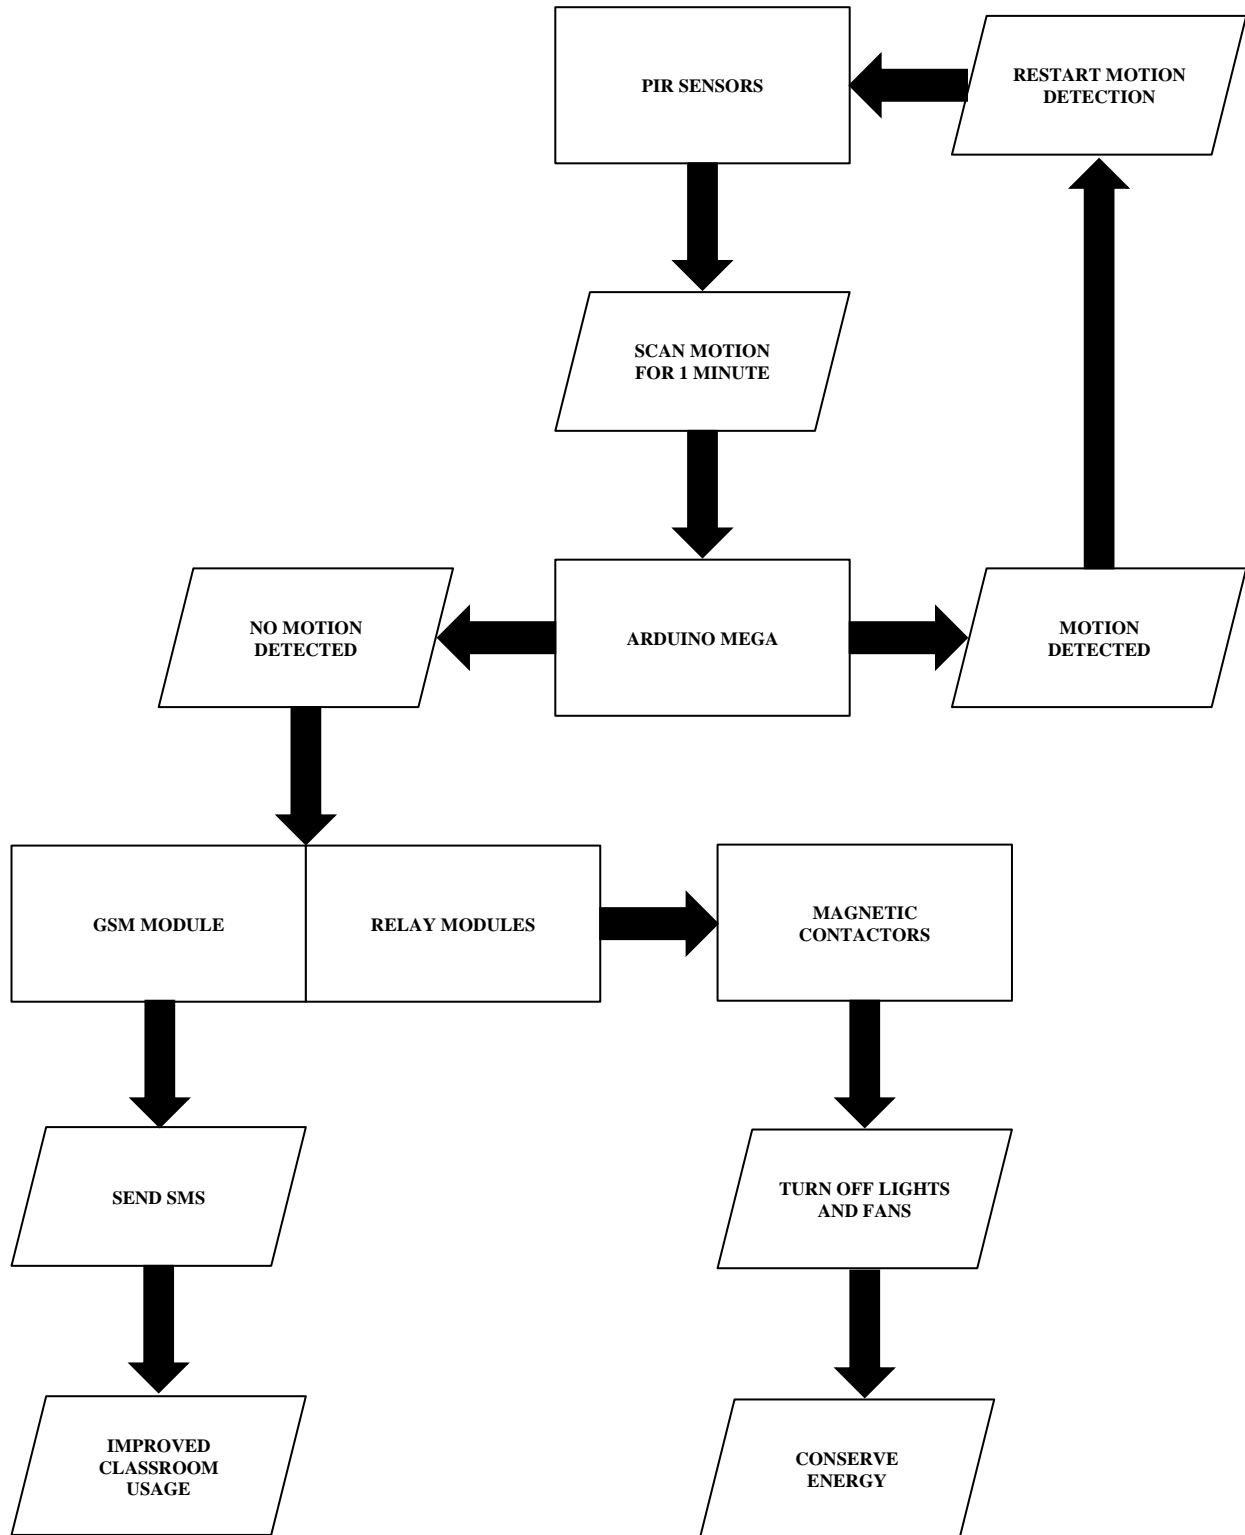 PIR SENSORS
RESTART MOTION
DETECTION
SCAN MOTION
FOR 1 MINUTE
NO MOTION
DETECTED
ARDUINO MEGA
MOTION
DETECTED
GSM MODULE
RELAY MODULES
MAGNETIC
CONTACTORS
SEND SMS
TURN OFF LIGHTS
AND FANS
IMPROVED
CLASSROOM
USAGE
CONSERVE
ENERGY